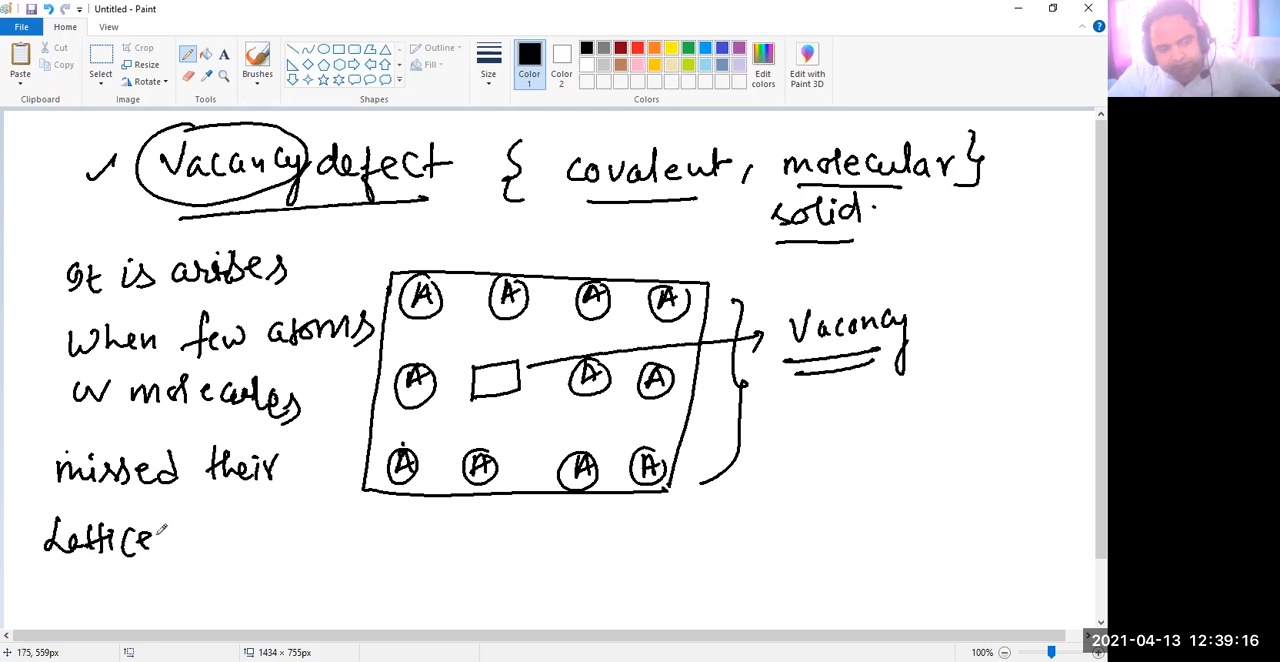 Untitled - Paint
File Home View
Paste Cut Copy Clipboard
Select Crop Resize Rotate Image
Tools
Brushes
Shapes Outline Fill
Size
Color 1 Color 2 Edit colors Colors
Edit with Paint 3D
✓ Vacancy defect { covalent, molecular }
solid.
It is arises
when few atoms
or molecules
missed their
Lattice
A A A A
A A A
A A A A
Vacancy
175, 559px 1434 × 755px 100%
2021-04-13 12:39:16